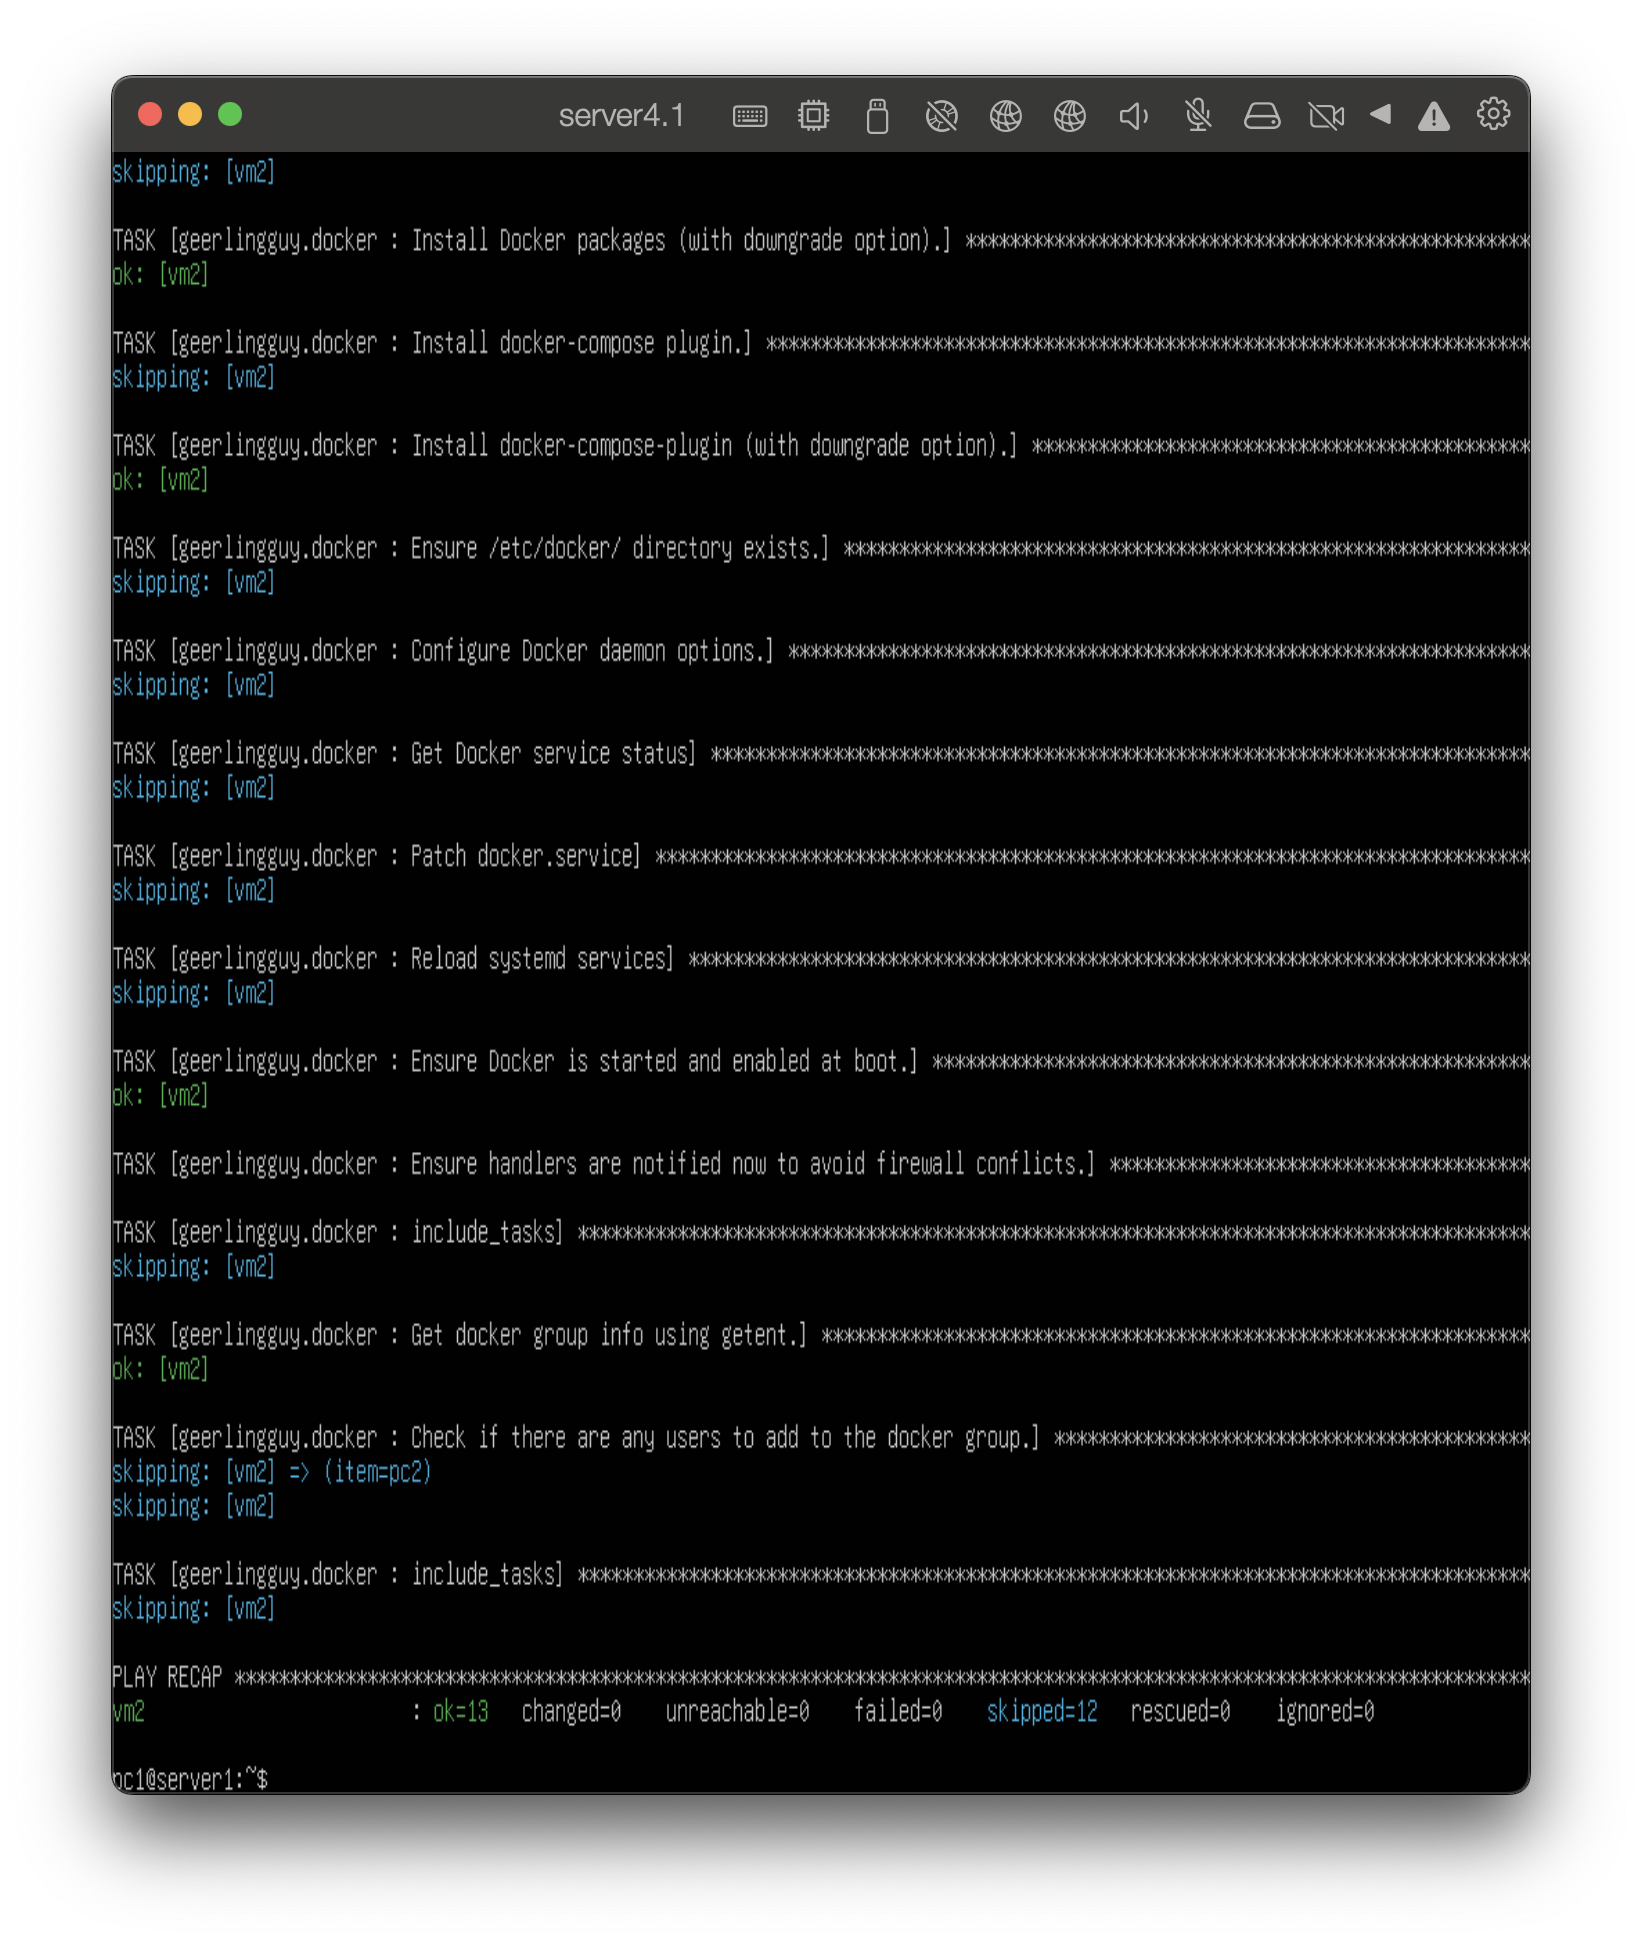 server4.1
skipping: [vm2]
TASK [geerlingguy.docker : Install Docker packages (with downgrade option).] ***************************************************
ok: [vm2]
TASK [geerlingguy.docker : Install docker-compose plugin.] *********************************************************************
skipping: [vm2]
TASK [geerlingguy.docker : Install docker-compose-plugin (with downgrade option).] *********************************************
ok: [vm2]
TASK [geerlingguy.docker : Ensure /etc/docker/ directory exists.] **************************************************************
skipping: [vm2]
TASK [geerlingguy.docker : Configure Docker daemon options.] *******************************************************************
skipping: [vm2]
TASK [geerlingguy.docker : Get Docker service status] **************************************************************************
skipping: [vm2]
TASK [geerlingguy.docker : Patch docker.service] *******************************************************************************
skipping: [vm2]
TASK [geerlingguy.docker : Reload systemd services] ****************************************************************************
skipping: [vm2]
TASK [geerlingguy.docker : Ensure Docker is started and enabled at boot.] ******************************************************
ok: [vm2]
TASK [geerlingguy.docker : Ensure handlers are notified now to avoid firewall conflicts.] **************************************
TASK [geerlingguy.docker : include_tasks] **************************************************************************************
skipping: [vm2]
TASK [geerlingguy.docker : Get docker group info using getent.] ****************************************************************
ok: [vm2]
TASK [geerlingguy.docker : Check if there are any users to add to the docker group.] *******************************************
skipping: [vm2] => (item=pc2)
skipping: [vm2]
TASK [geerlingguy.docker : include_tasks] **************************************************************************************
skipping: [vm2]
PLAY RECAP *********************************************************************************************************************
vm2 : ok=13 changed=0 unreachable=0 failed=0 skipped=12 rescued=0 ignored=0
pc1@server1:~$